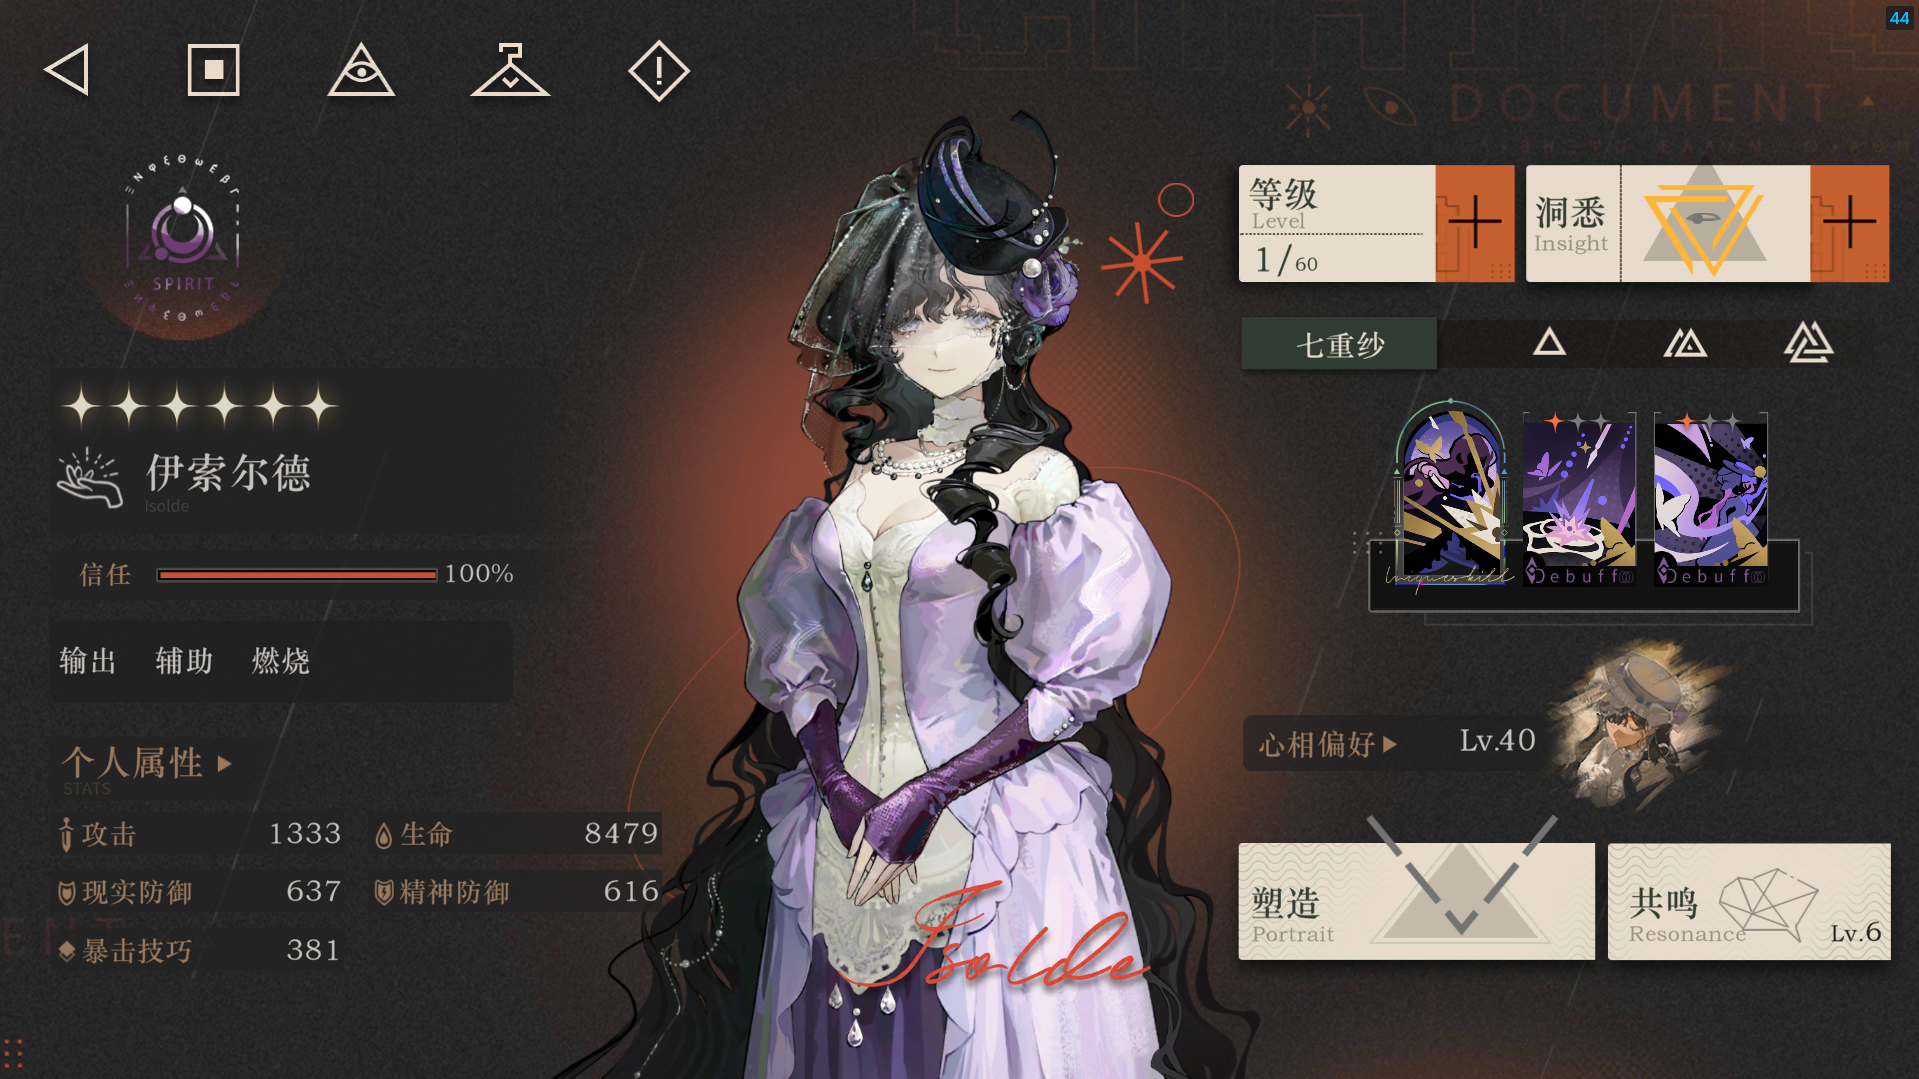 44
DOCUMENT
SPIRIT
等级
Level
1/60
洞悉
Insight
七重纱
伊索尔德
Isolde
信任
100%
Uniqueskill
Debuff
Debuff
输出 辅助 燃烧
心相偏好
Lv.40
个人属性
STATS
攻击 1333
生命 8479
现实防御 637
精神防御 616
暴击技巧 381
Isolde
塑造
Portrait
共鸣
Resonance
Lv.6